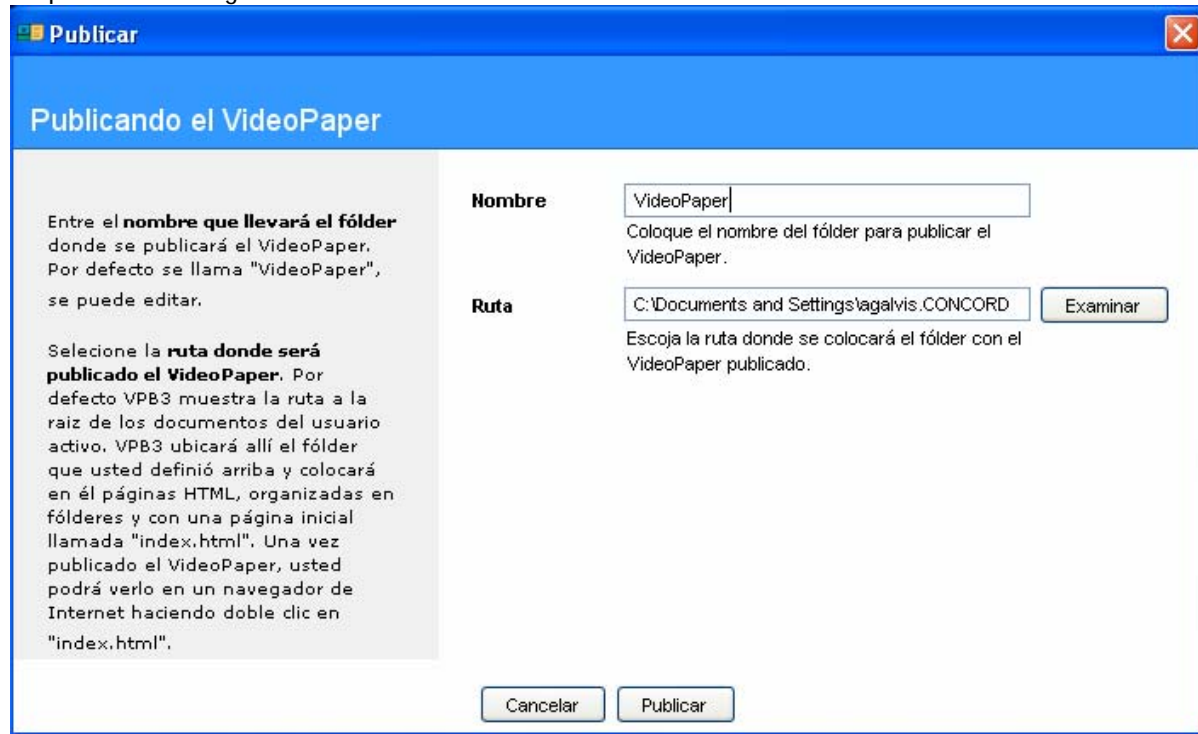 Publicar
Publicando el VideoPaper
Entre el nombre que llevará el fólder
donde se publicará el VideoPaper.
Por defecto se llama "VideoPaper",
se puede editar.
Selecione la ruta donde será
publicado el VideoPaper. Por
defecto VPB3 muestra la ruta a la
raiz de los documentos del usuario
activo. VPB3 ubicará allí el fólder
que usted definió arriba y colocará
en él páginas HTML, organizadas en
fólderes y con una página inicial
llamada "index.html". Una vez
publicado el VideoPaper, usted
podrá verlo en un navegador de
Internet haciendo doble clic en
"index.html".
Nombre
VideoPaper
Coloque el nombre del fólder para publicar el
VideoPaper.
Ruta
C:\Documents and Settings\agalvis.CONCORD
Examinar
Escoja la ruta donde se colocará el fólder con el
VideoPaper publicado.
Cancelar
Publicar